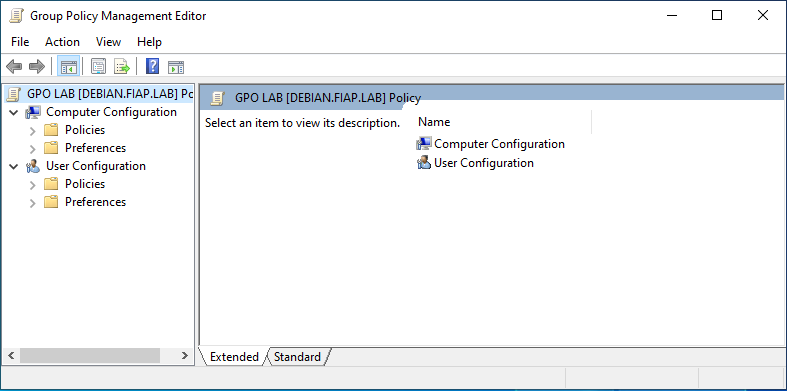 Group Policy Management Editor
File Action View Help
GPO LAB [DEBIAN.FIAP.LAB] Pc
Computer Configuration
Policies
Preferences
User Configuration
Policies
Preferences
GPO LAB [DEBIAN.FIAP.LAB] Policy
Select an item to view its description.
Name
Computer Configuration
User Configuration
Extended Standard